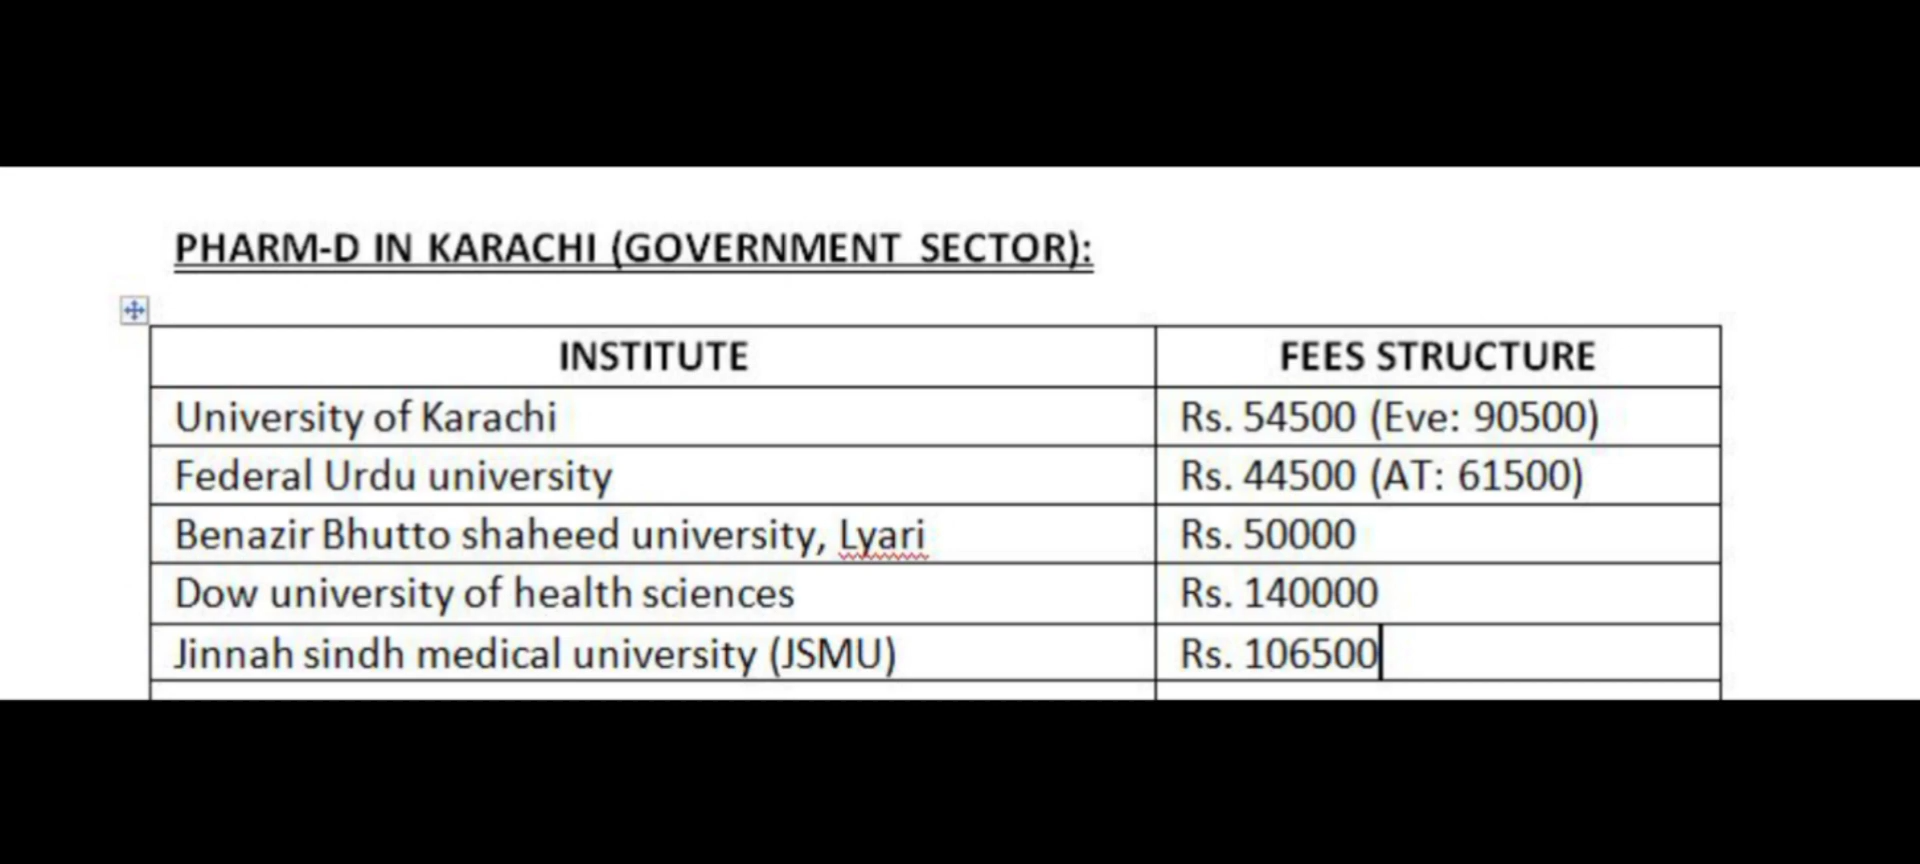 PHARM-D IN KARACHI (GOVERNMENT SECTOR):
INSTITUTE FEES STRUCTURE
University of Karachi Rs. 54500 (Eve: 90500)
Federal Urdu university Rs. 44500 (AT: 61500)
Benazir Bhutto shaheed university, Lyari Rs. 50000
Dow university of health sciences Rs. 140000
Jinnah sindh medical university (JSMU) Rs. 106500